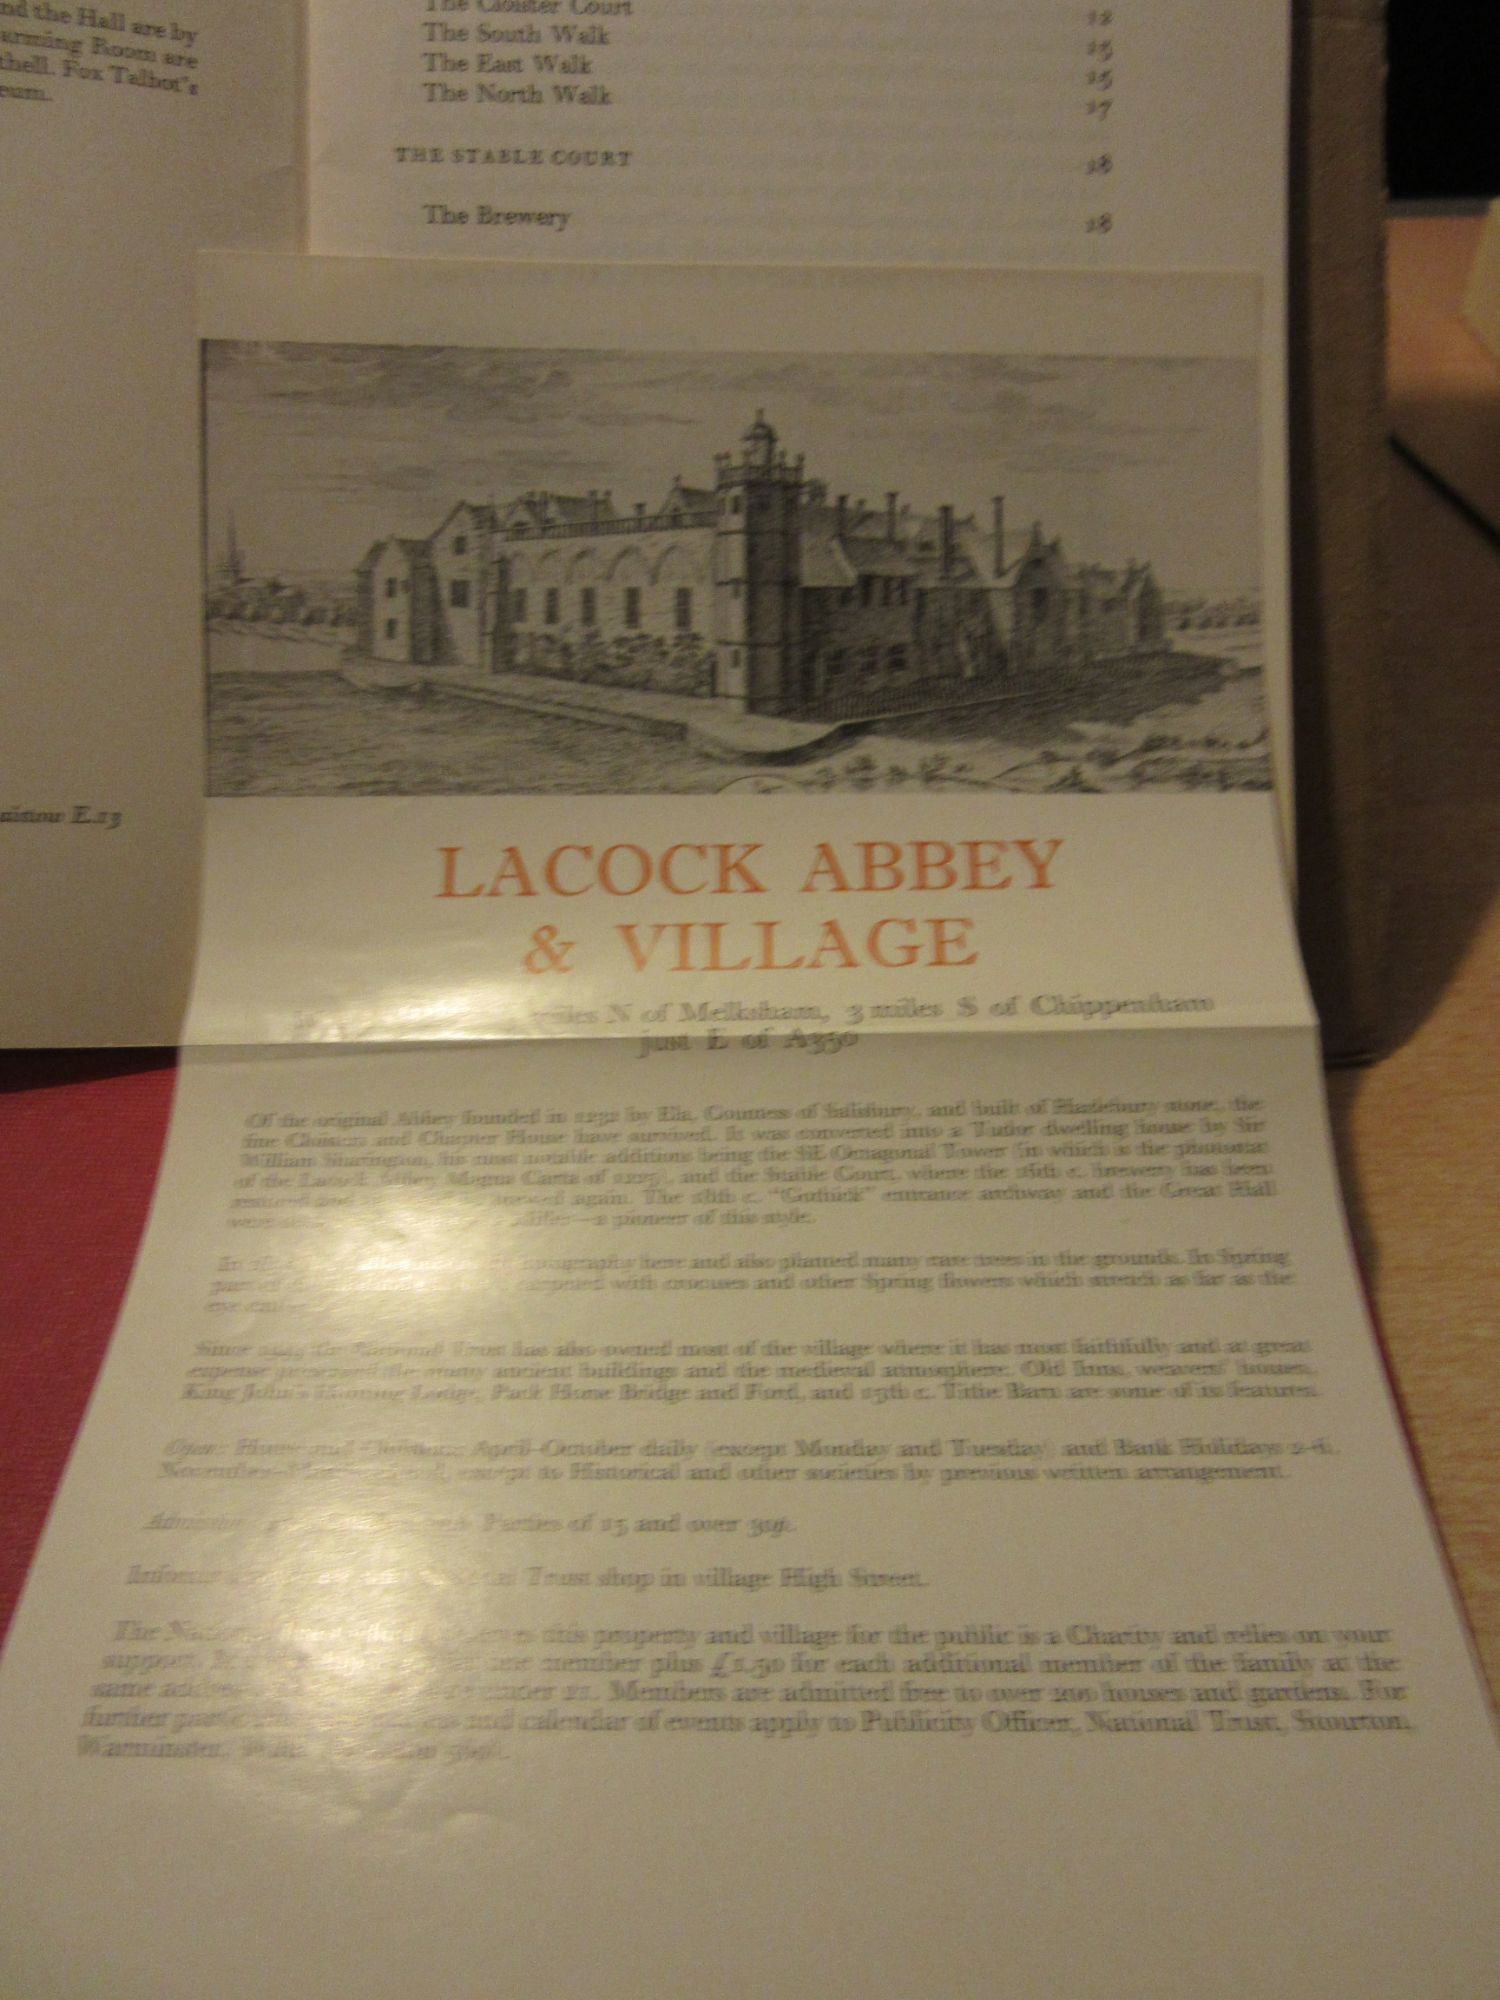 nd the Hall are by
arming Room are
thell. Fox Talbot's
eum.
The Cloister Court 12
The South Walk 15
The East Walk 15
The North Walk 17
THE STABLE COURT 18
The Brewery 18
E.13
LACOCK ABBEY
& VILLAGE
N of Melksham, 3 miles S of Chippenham
just E of A350
Of the original Abbey founded in 1232 by Ela, Countess of Salisbury, and built of Hazlebury stone, the
fine Cloisters and Chapter House have survived. It was converted into a Tudor dwelling house by Sir
William Sharington, his most notable additions being the SE Octagonal Tower (in which is the photostat
of the Lacock Abbey Magna Carta of 1225), and the Stable Court, where the 16th c. brewery has been
again. The 18th c. "Gothick" entrance archway and the Great Hall
a pioneer of this style.
here and also planted many rare trees in the grounds. In Spring
carpeted with crocuses and other Spring flowers which stretch as far as the
Since the National Trust has also owned most of the village where it has most faithfully and at great
expense preserved the many ancient buildings and the medieval atmosphere. Old Inns, weavers' houses,
King John's Hunting Lodge, Pack Horse Bridge and Ford, and 15th c. Tithe Barn are some of its features.
Open: House and Cloisters: April–October daily (except Monday and Tuesday) and Bank Holidays 2-6.
except to Historical and other societies by previous written arrangement.
Parties of 15 and over
Trust shop in village High Street.
The National this property and village for the public is a Charity and relies on your
support. member plus £1.50 for each additional member of the family at the
same under 21. Members are admitted free to over 200 houses and gardens. For
further and calendar of events apply to Publicity Officer, National Trust, Stourton,
Warminster,